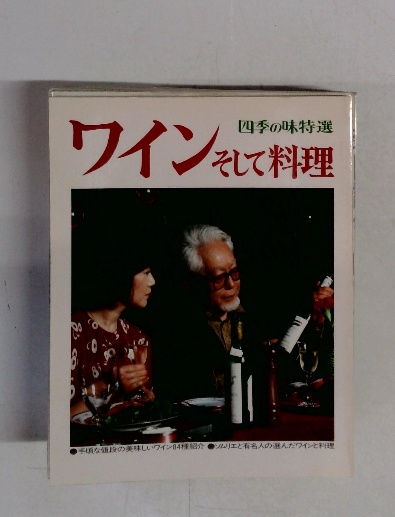 四季の味特選
ワインそして料理
●手頃な値段の美味しいワイン84種紹介 ●ソムリエと有名人の選んだワインと料理